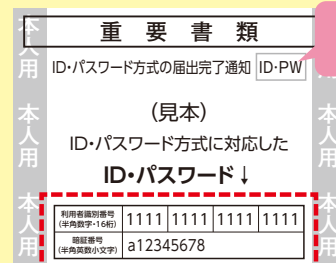 重要書類
ID・パスワード方式の届出完了通知 ID・PW
(見本)
ID・パスワード方式に対応した
ID・パスワード↓
利用者識別番号
(半角数字・16桁)
1111 1111 1111 1111
暗証番号
(半角英数小文字)
a12345678
本人用
本人用
本人用
本人用
本人用
本人用